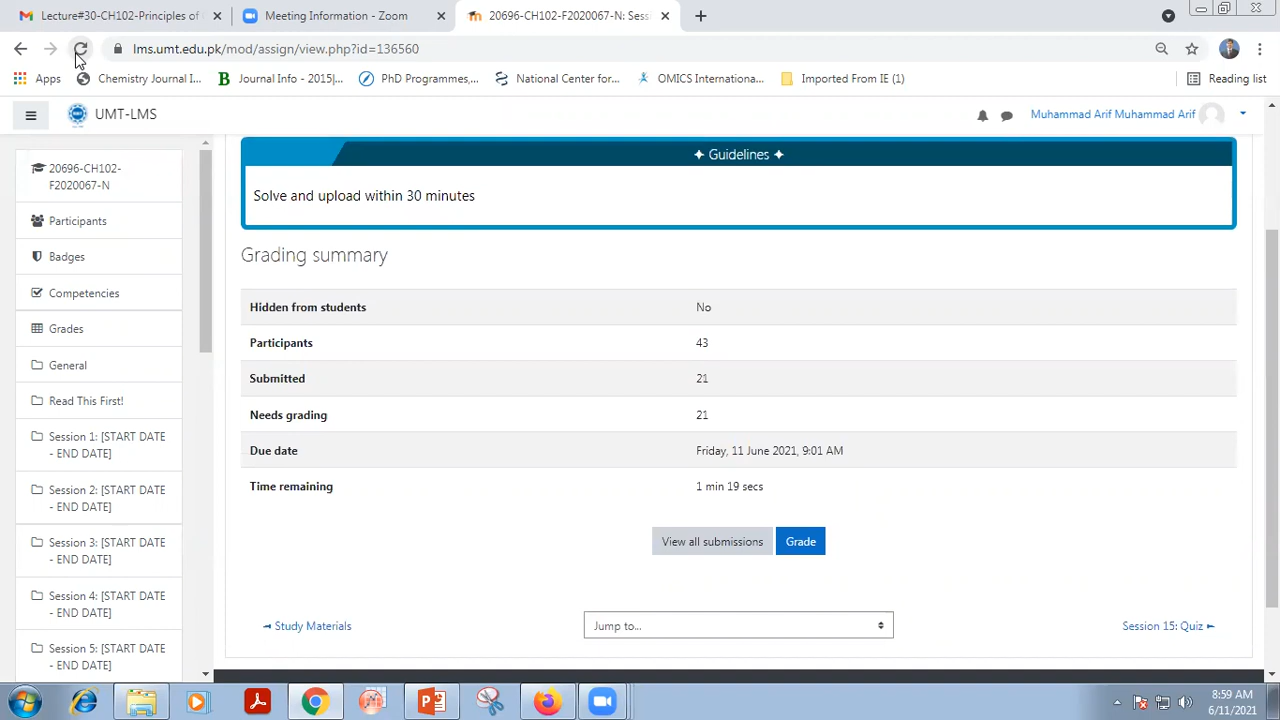 Lecture#30-CH102-Principles of
Meeting Information - Zoom
20696-CH102-F2020067-N: Ses
lms.umt.edu.pk/mod/assign/view.php?id=136560
Apps
Chemistry Journal I...
Journal Info - 2015|...
PhD Programmes,...
National Center for...
OMICS Internationa...
Imported From IE (1)
Reading list
UMT-LMS
Muhammad Arif Muhammad Arif
20696-CH102-
F2020067-N
Participants
Badges
Competencies
Grades
General
Read This First!
Session 1: [START DATE
- END DATE]
Session 2: [START DATE
- END DATE]
Session 3: [START DATE
- END DATE]
Session 4: [START DATE
- END DATE]
Session 5: [START DATE
- END DATE]
✦ Guidelines ✦
Solve and upload within 30 minutes
Grading summary
Hidden from students No
Participants 43
Submitted 21
Needs grading 21
Due date Friday, 11 June 2021, 9:01 AM
Time remaining 1 min 19 secs
View all submissions Grade
◄ Study Materials
Jump to...
Session 15: Quiz ►
8:59 AM
6/11/2021